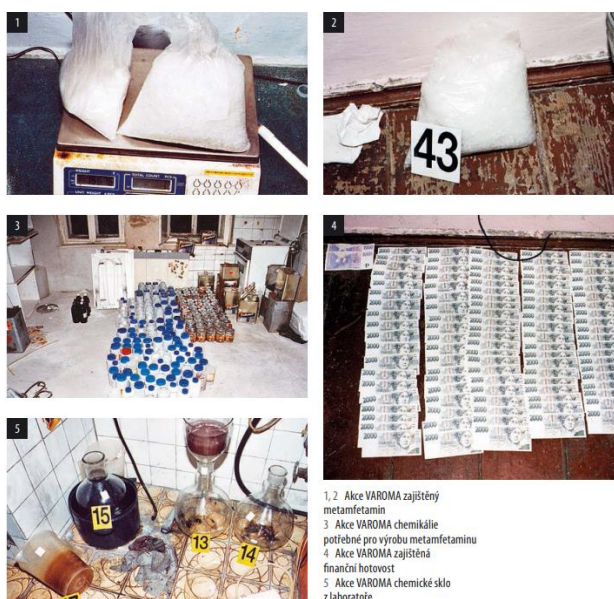 1
2
43
3
4
5
15
13
14
1, 2 Akce VAROMA zajištěný
metamfetamin
3 Akce VAROMA chemikálie
potřebné pro výrobu metamfetaminu
4 Akce VAROMA zajištěná
finanční hotovost
5 Akce VAROMA chemické sklo
z laboratoře